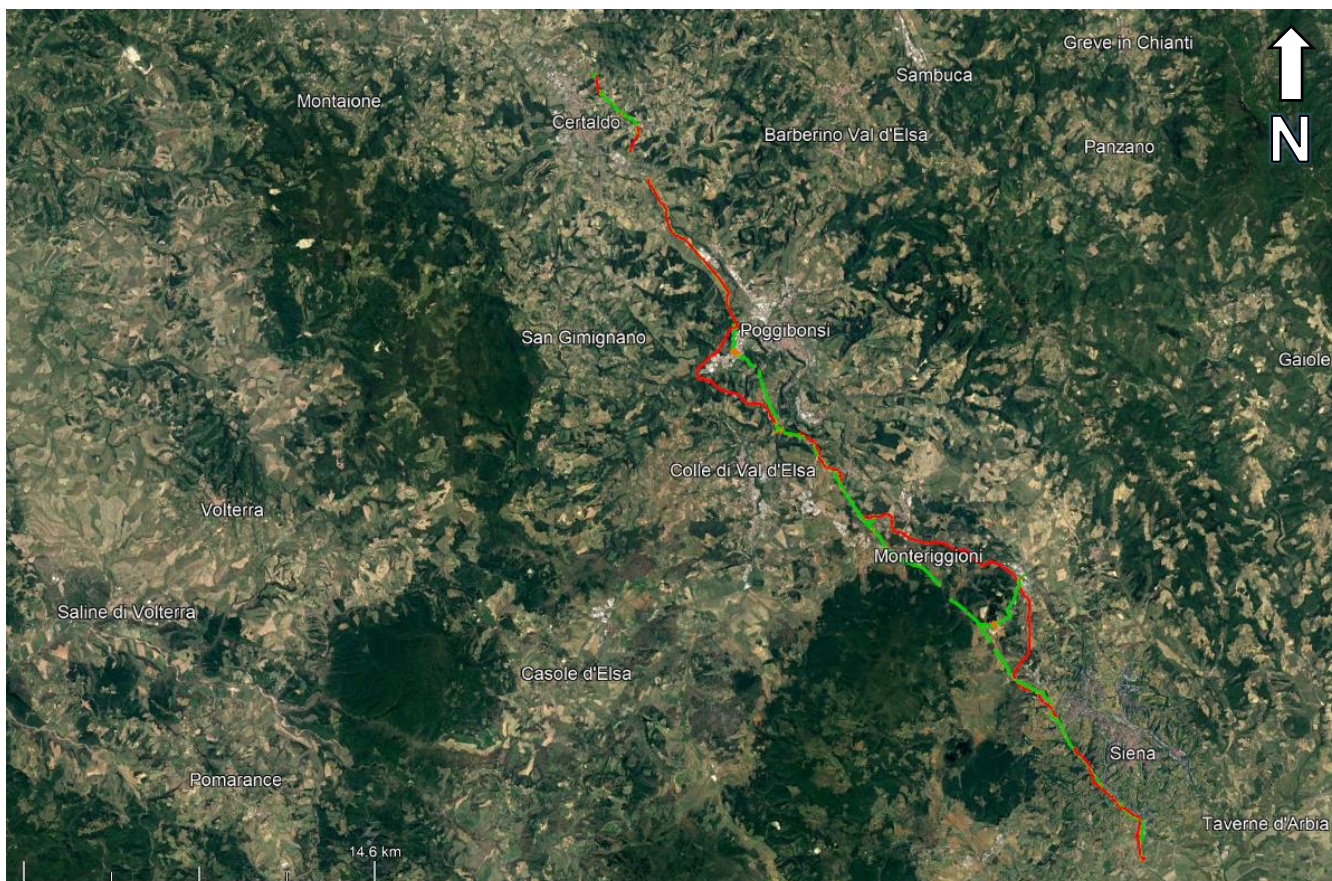 Greve in Chianti
Sambuca
N
Montaione
Certaldo
Barberino Val d'Elsa
Panzano
San Gimignano
Poggibonsi
Gaiole
Colle di Val d'Elsa
Volterra
Monteriggioni
Saline di Volterra
Casole d'Elsa
Siena
Pomarance
Taverne d'Arbia
14.6 km